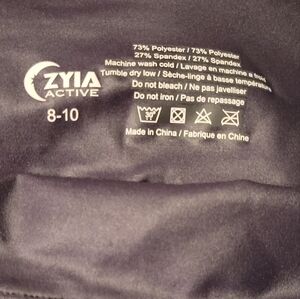 ZYIA
ACTIVE
8-10
73% Polyester / 73% Polyester
27% Spandex / 27% Spandex
Machine wash cold / Lavage en machine a froid
Tumble dry low / Sèche-linge à basse température
Do not bleach / Ne pas javelliser
Do not iron / Pas de repassage
30°
Made in China / Fabrique en Chine